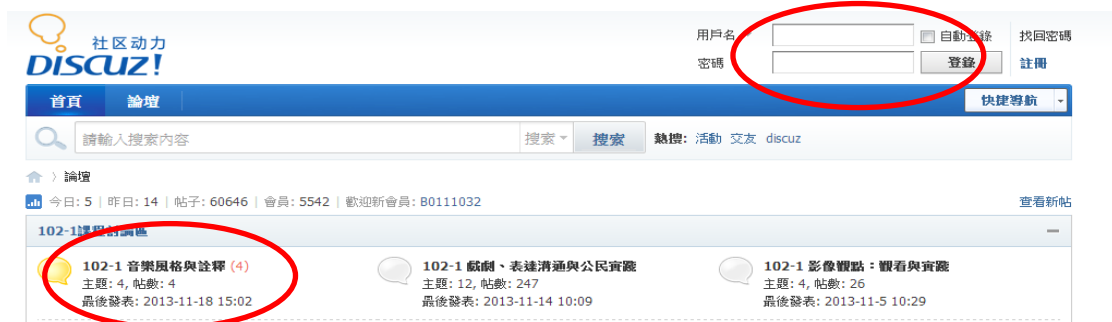 社区动力
DISCUZ!
用戶名
自動登錄 找回密碼
密碼 登錄 註冊
首頁 論壇 快捷導航
請輸入搜索內容 搜索 搜索 熱搜: 活動 交友 discuz
〉論壇
今日: 5 | 昨日: 14 | 帖子: 60646 | 會員: 5542 | 歡迎新會員: B0111032 查看新帖
102-1課程討論區
102-1 音樂風格與詮釋 (4)
主題: 4, 帖數: 4
最後發表: 2013-11-18 15:02
102-1 戲劇、表達溝通與公民實踐
主題: 12, 帖數: 247
最後發表: 2013-11-14 10:09
102-1 影像觀點：觀看與實踐
主題: 4, 帖數: 26
最後發表: 2013-11-5 10:29